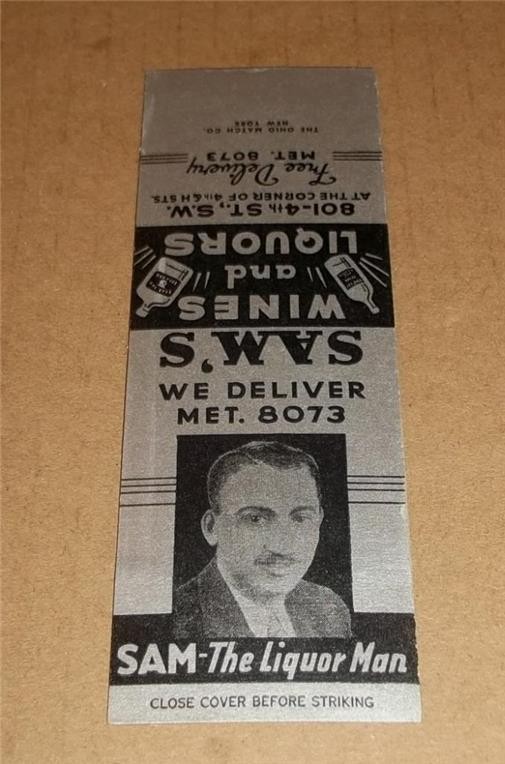 THE OHIO MATCH CO.
NEW YORK
Free Delivery
MET. 8073
801-4th ST., S.W.
AT THE CORNER OF 4th & H STS.
SAM'S
WINES
and
LIQUORS
WE DELIVER
MET. 8073
SAM-The Liquor Man
CLOSE COVER BEFORE STRIKING